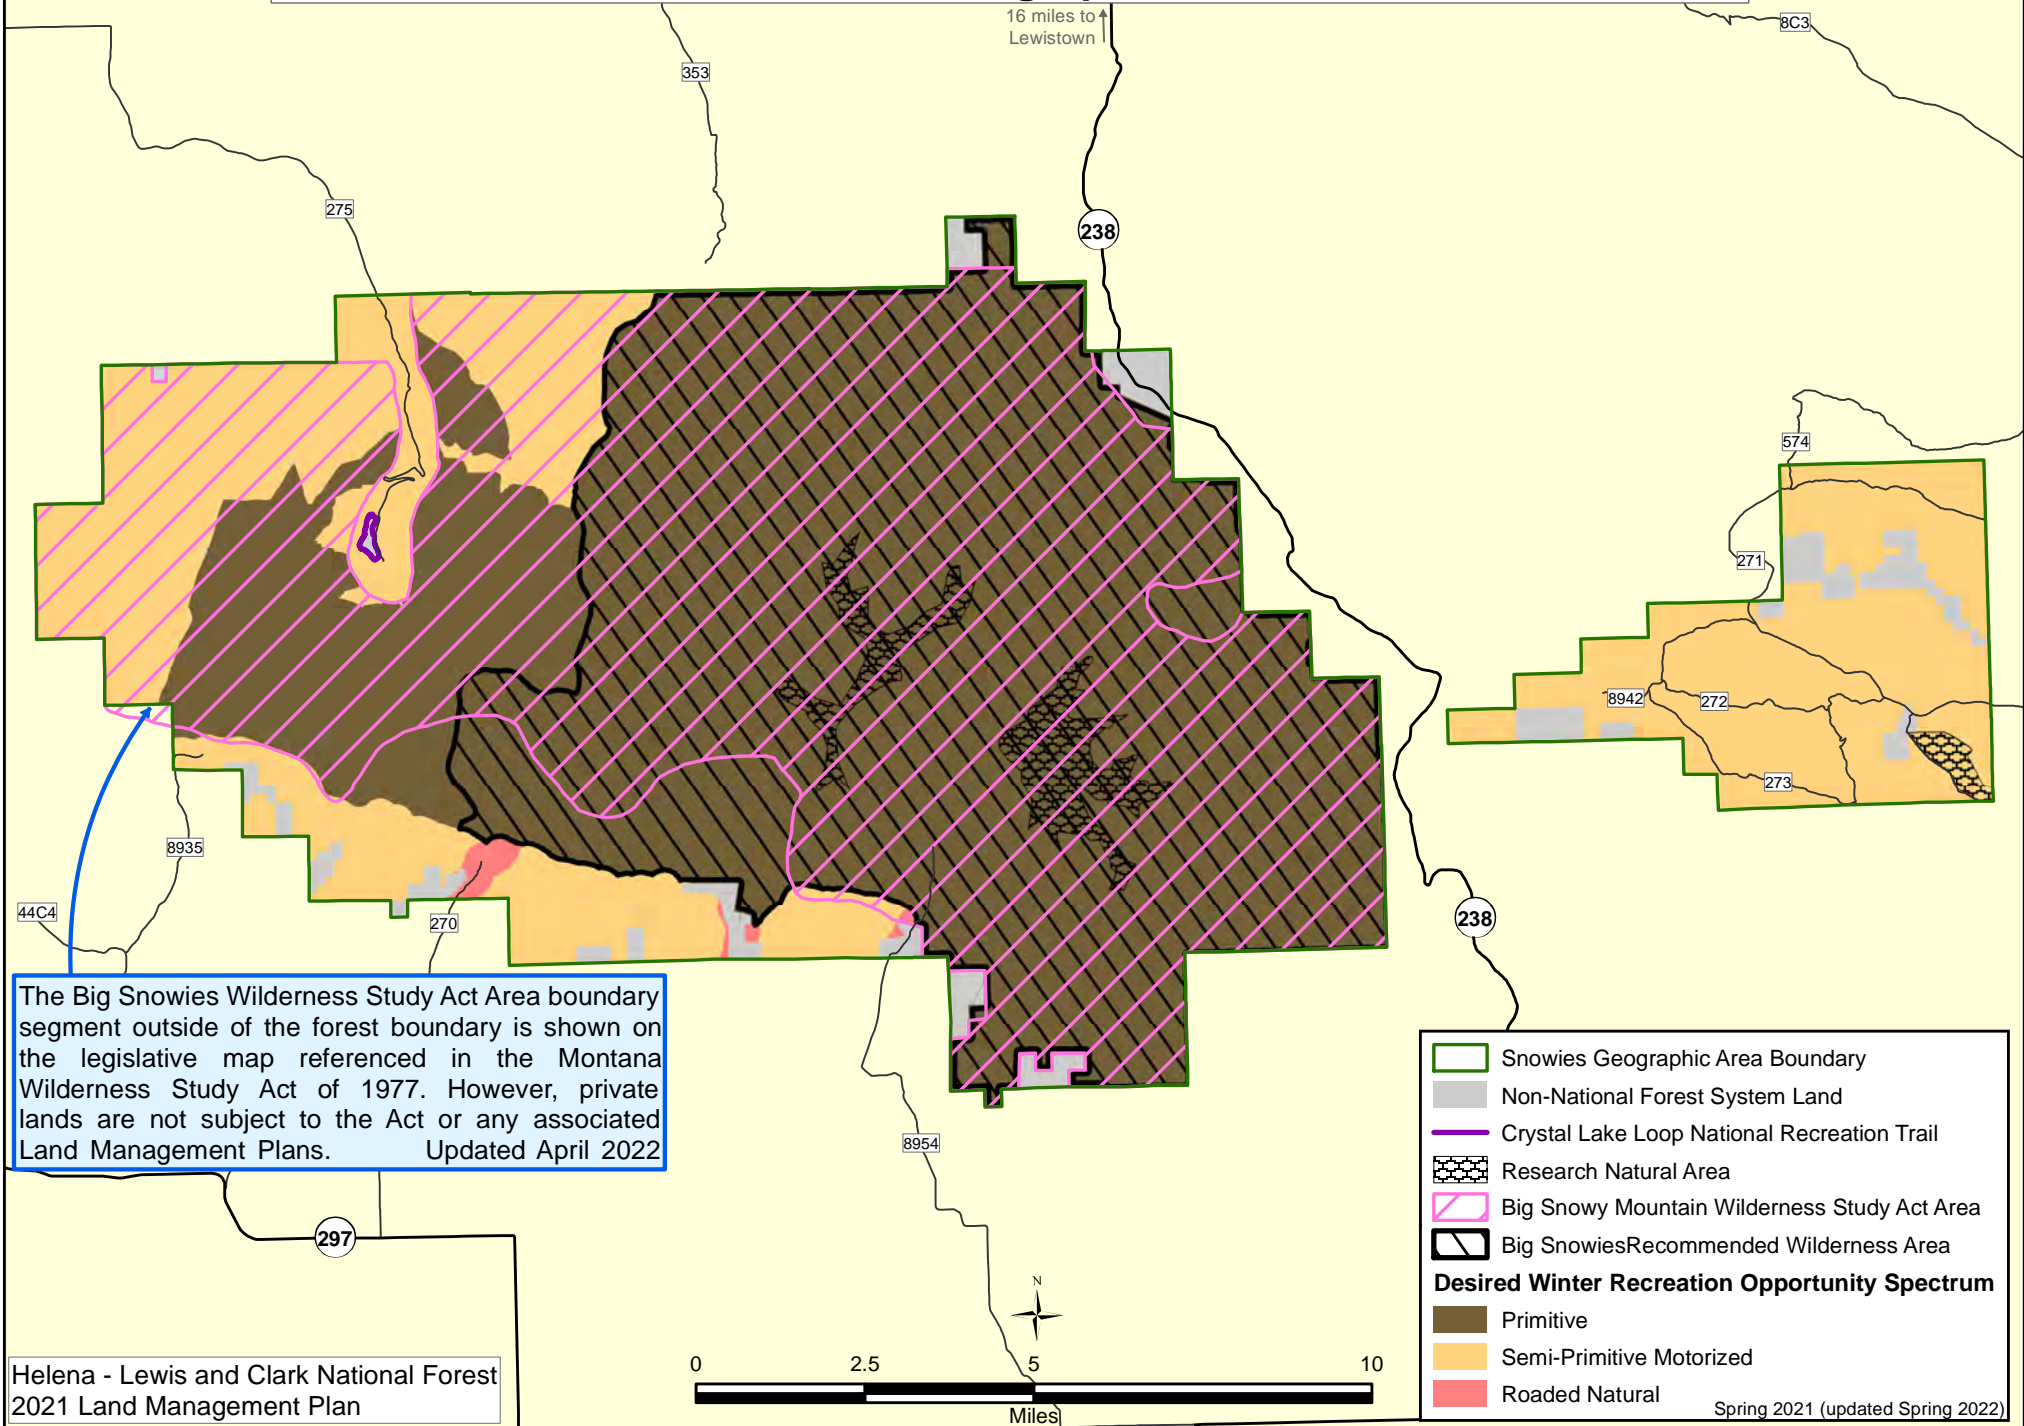 16 miles to
Lewistown
8C3
353
275
238
574
271
8942
272
273
8935
44C4
270
238
The Big Snowies Wilderness Study Act Area boundary
segment outside of the forest boundary is shown on
the legislative map referenced in the Montana
Wilderness Study Act of 1977. However, private
lands are not subject to the Act or any associated
Land Management Plans. Updated April 2022
8954
297
N
0 2.5 5 10
Miles
Helena - Lewis and Clark National Forest
2021 Land Management Plan
Snowies Geographic Area Boundary
Non-National Forest System Land
Crystal Lake Loop National Recreation Trail
Research Natural Area
Big Snowy Mountain Wilderness Study Act Area
Big SnowiesRecommended Wilderness Area
Desired Winter Recreation Opportunity Spectrum
Primitive
Semi-Primitive Motorized
Roaded Natural
Spring 2021 (updated Spring 2022)